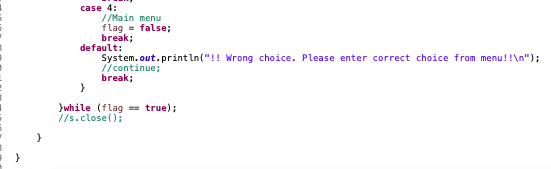 break;
case 4:
//Main menu
flag = false;
break;
default:
System.out.println("!! Wrong choice. Please enter correct choice from menu!!\n");
//continue;
break;
}
}while (flag == true);
//s.close();
}
}